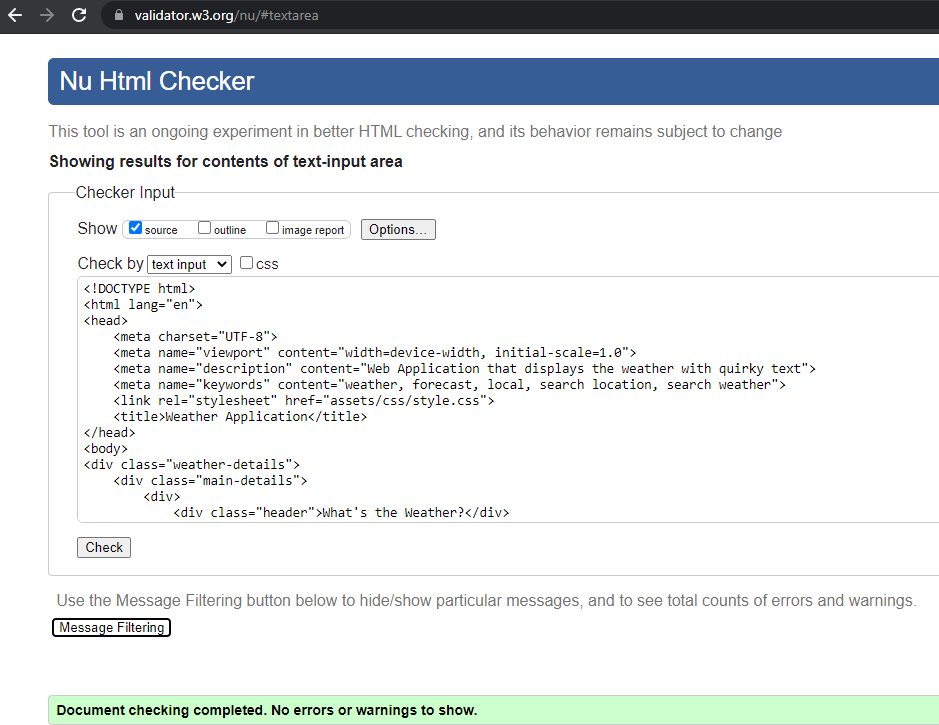 validator.w3.org/nu/#textarea
Nu Html Checker
This tool is an ongoing experiment in better HTML checking, and its behavior remains subject to change
Showing results for contents of text-input area
Checker Input
Show source outline image report Options...
Check by text input css
<!DOCTYPE html>
<html lang="en">
<head>
    <meta charset="UTF-8">
    <meta name="viewport" content="width=device-width, initial-scale=1.0">
    <meta name="description" content="Web Application that displays the weather with quirky text">
    <meta name="keywords" content="weather, forecast, local, search location, search weather">
    <link rel="stylesheet" href="assets/css/style.css">
    <title>Weather Application</title>
</head>
<body>
<div class="weather-details">
    <div class="main-details">
        <div>
            <div class="header">What's the Weather?</div>
Check
Use the Message Filtering button below to hide/show particular messages, and to see total counts of errors and warnings.
Message Filtering
Document checking completed. No errors or warnings to show.